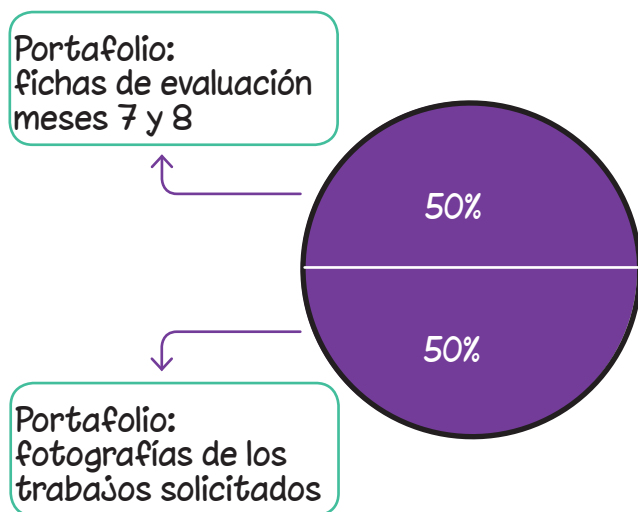 Portafolio:
fichas de evaluación
meses 7 y 8
50%
50%
Portafolio:
fotografías de los
trabajos solicitados